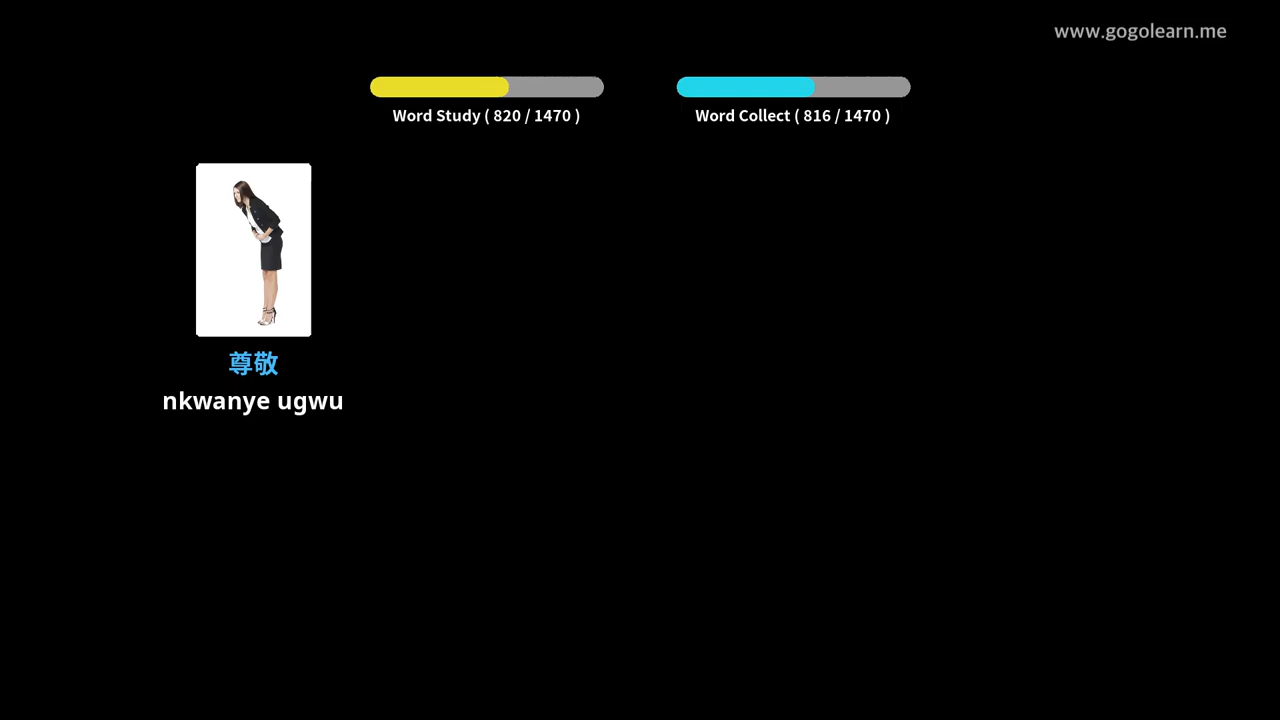 www.gogolearn.me
Word Study ( 820 / 1470 )
Word Collect ( 816 / 1470 )
尊敬
nkwanye ugwu